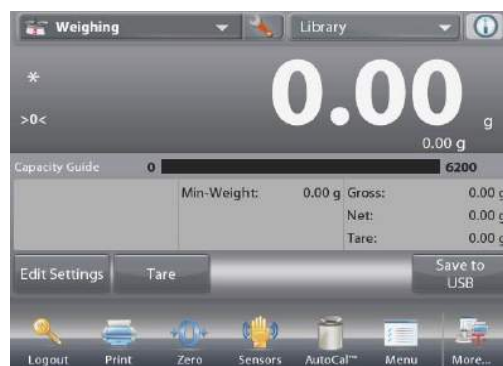 Weighing Library
*
>0<
0.00 g
0.00 g
Capacity Guide 0 6200
Min-Weight: 0.00 g Gross: 0.00 g
Net: 0.00 g
Tare: 0.00 g
Edit Settings Tare Save to
USB
Logout Print Zero Sensors AutoCal™ Menu More...